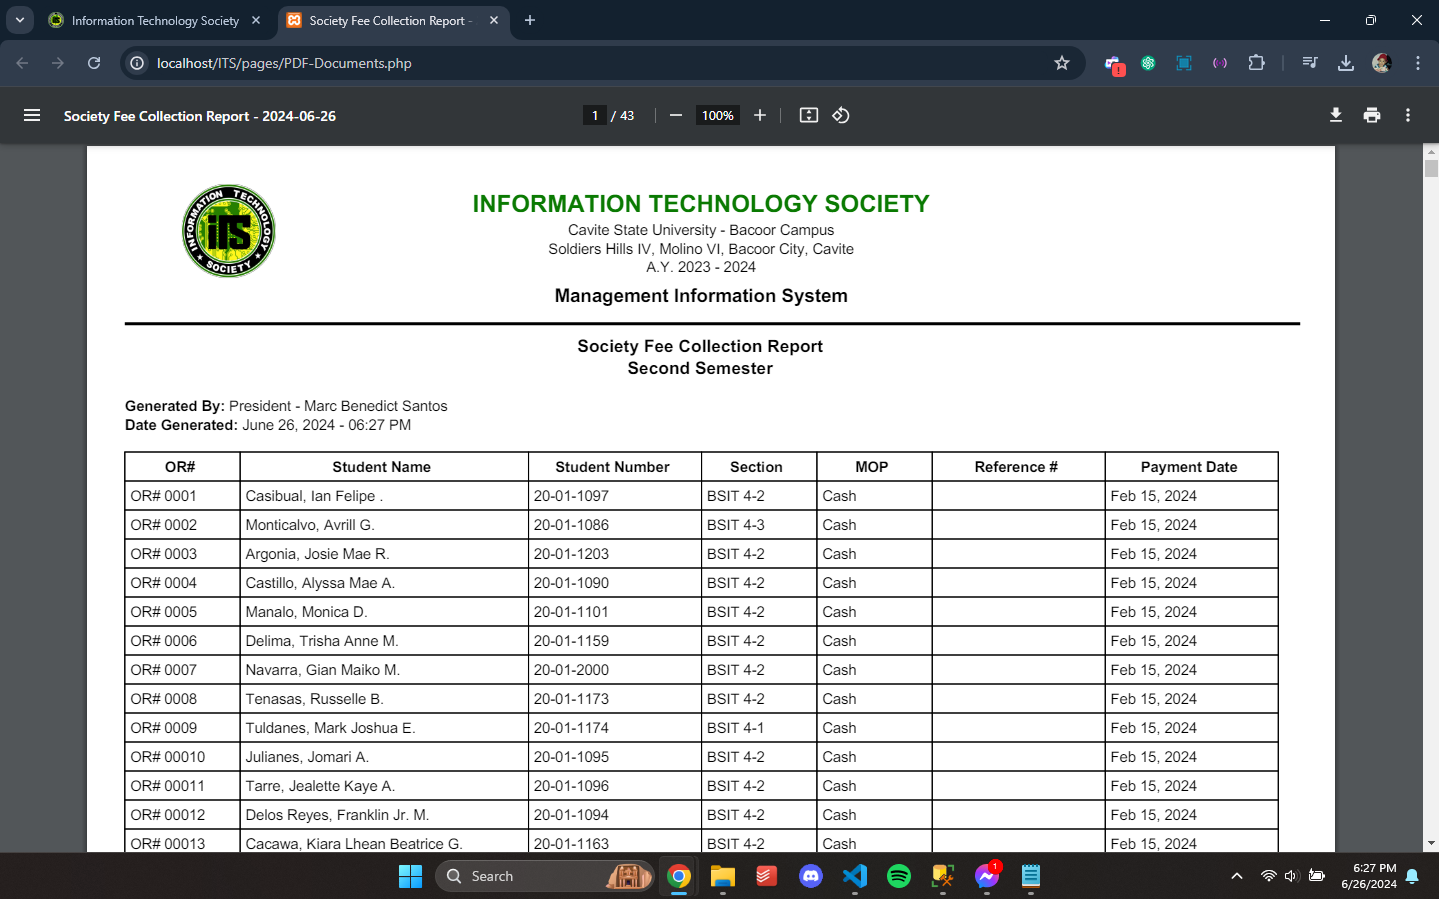 Information Technology Society
Society Fee Collection Report -
localhost/ITS/pages/PDF-Documents.php
Society Fee Collection Report - 2024-06-26
1 / 43
100%
INFORMATION TECHNOLOGY
iTS
SOCIETY
INFORMATION TECHNOLOGY SOCIETY
Cavite State University - Bacoor Campus
Soldiers Hills IV, Molino VI, Bacoor City, Cavite
A.Y. 2023 - 2024
Management Information System
Society Fee Collection Report
Second Semester
Generated By: President - Marc Benedict Santos
Date Generated: June 26, 2024 - 06:27 PM
OR# Student Name Student Number Section MOP Reference # Payment Date
OR# 0001 Casibual, Ian Felipe . 20-01-1097 BSIT 4-2 Cash Feb 15, 2024
OR# 0002 Monticalvo, Avrill G. 20-01-1086 BSIT 4-3 Cash Feb 15, 2024
OR# 0003 Argonia, Josie Mae R. 20-01-1203 BSIT 4-2 Cash Feb 15, 2024
OR# 0004 Castillo, Alyssa Mae A. 20-01-1090 BSIT 4-2 Cash Feb 15, 2024
OR# 0005 Manalo, Monica D. 20-01-1101 BSIT 4-2 Cash Feb 15, 2024
OR# 0006 Delima, Trisha Anne M. 20-01-1159 BSIT 4-2 Cash Feb 15, 2024
OR# 0007 Navarra, Gian Maiko M. 20-01-2000 BSIT 4-2 Cash Feb 15, 2024
OR# 0008 Tenasas, Russelle B. 20-01-1173 BSIT 4-2 Cash Feb 15, 2024
OR# 0009 Tuldanes, Mark Joshua E. 20-01-1174 BSIT 4-1 Cash Feb 15, 2024
OR# 00010 Julianes, Jomari A. 20-01-1095 BSIT 4-2 Cash Feb 15, 2024
OR# 00011 Tarre, Jealette Kaye A. 20-01-1096 BSIT 4-2 Cash Feb 15, 2024
OR# 00012 Delos Reyes, Franklin Jr. M. 20-01-1094 BSIT 4-2 Cash Feb 15, 2024
OR# 00013 Cacawa, Kiara Lhean Beatrice G. 20-01-1163 BSIT 4-2 Cash Feb 15, 2024
Search
1
6:27 PM
6/26/2024